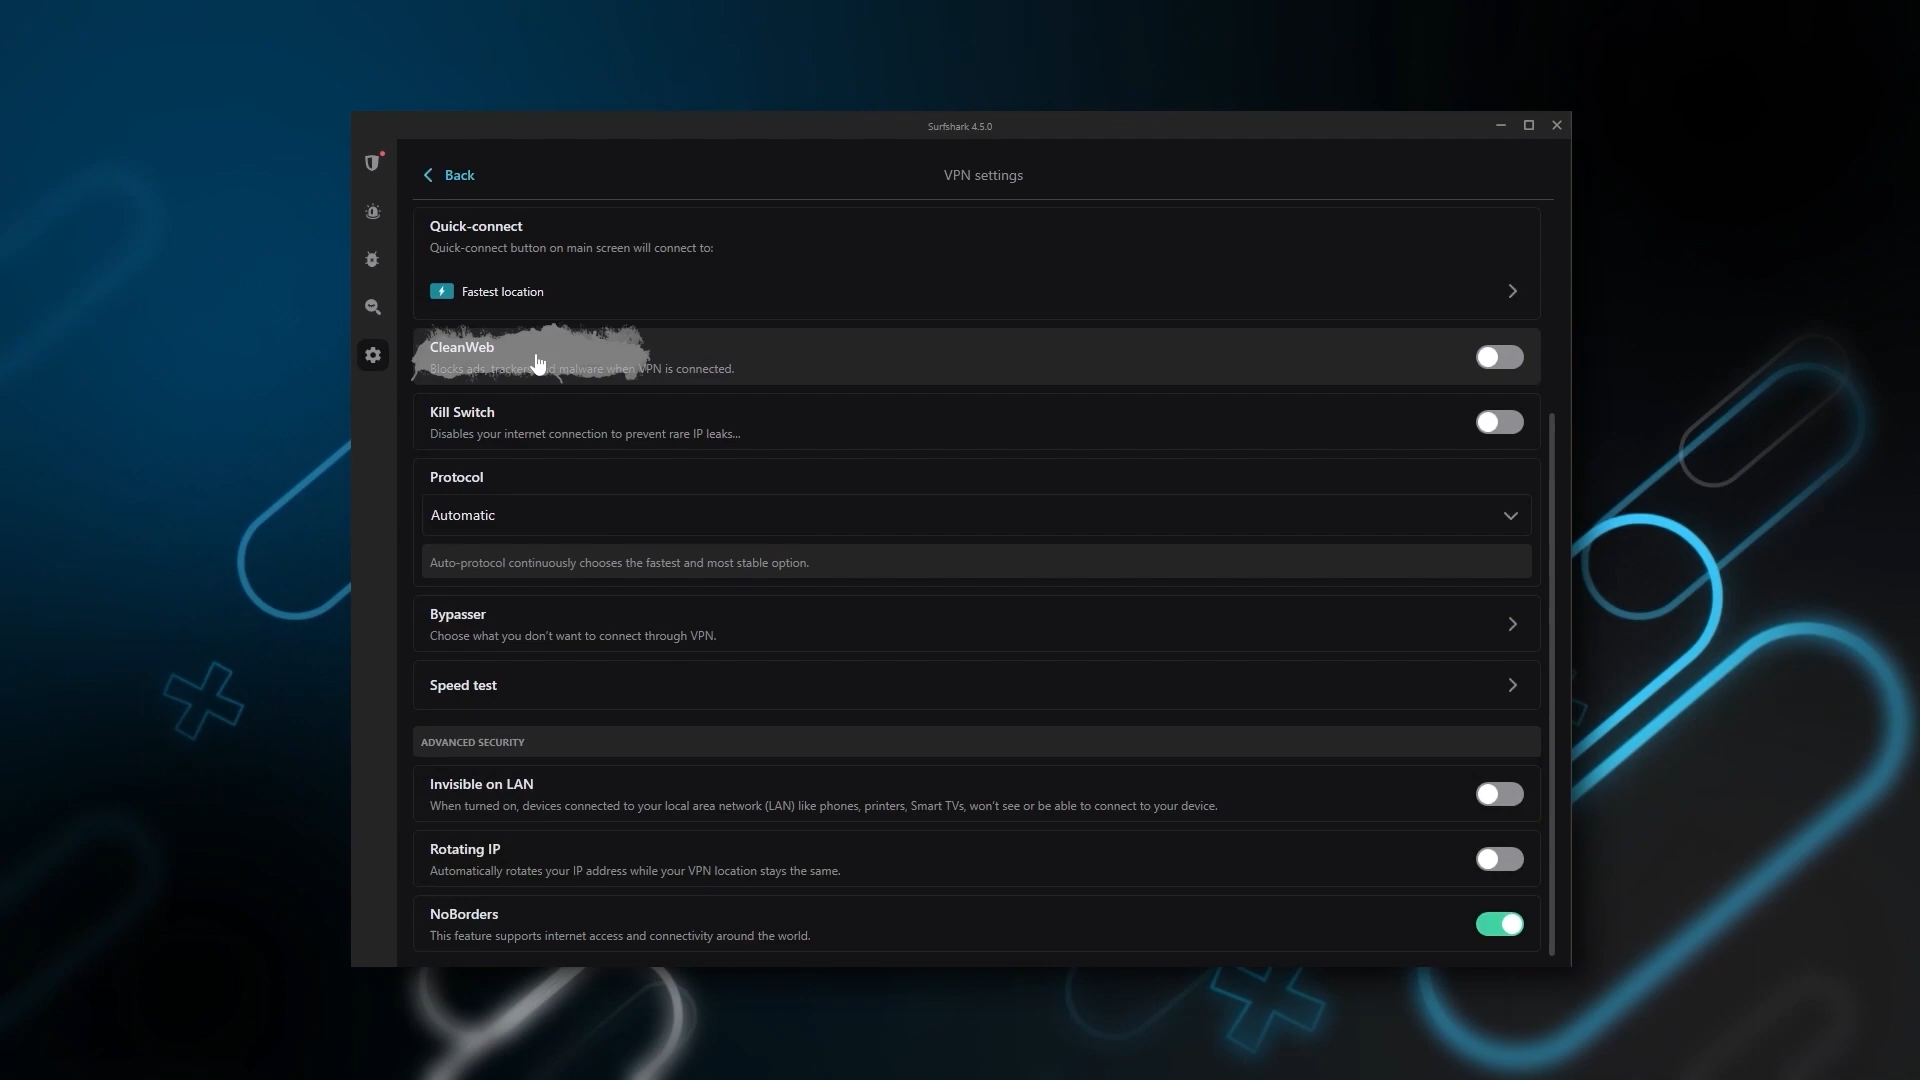 Surfshark 4.5.0
Back
VPN settings
Quick-connect
Quick-connect button on main screen will connect to:
Fastest location
CleanWeb
Blocks ads, trackers d malware when VPN is connected.
Kill Switch
Disables your internet connection to prevent rare IP leaks...
Protocol
Automatic
Auto-protocol continuously chooses the fastest and most stable option.
Bypasser
Choose what you don't want to connect through VPN.
Speed test
ADVANCED SECURITY
Invisible on LAN
When turned on, devices connected to your local area network (LAN) like phones, printers, Smart TVs, won't see or be able to connect to your device.
Rotating IP
Automatically rotates your IP address while your VPN location stays the same.
NoBorders
This feature supports internet access and connectivity around the world.